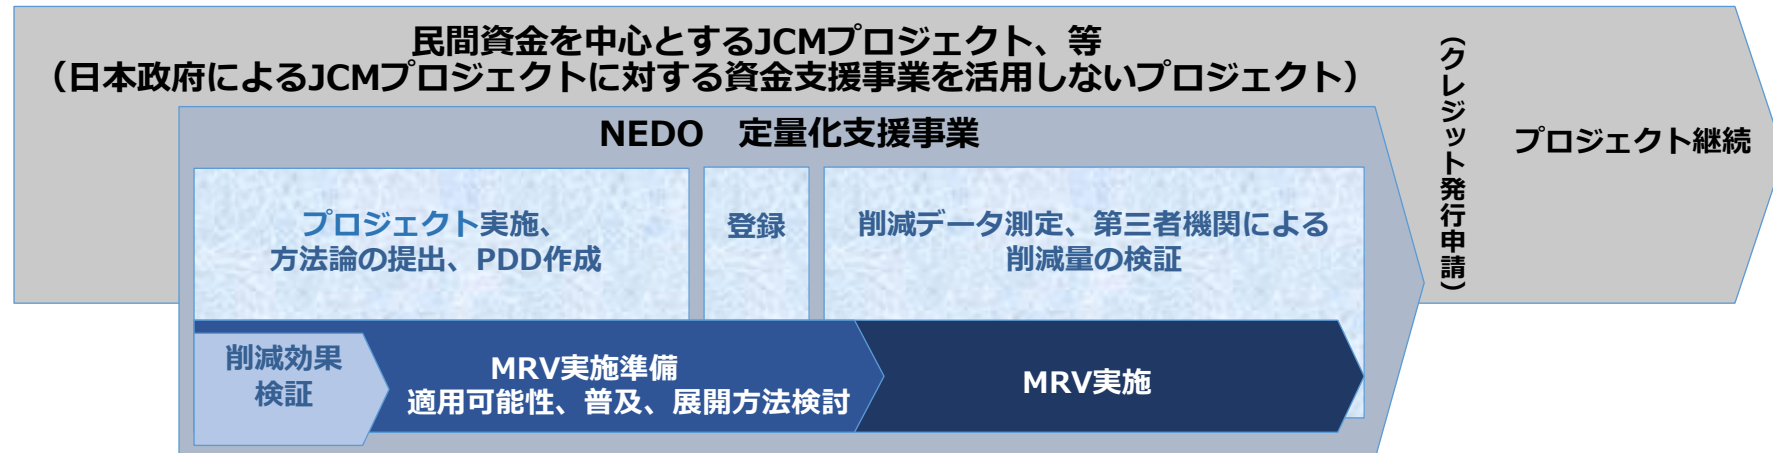 民間資金を中心とするJCMプロジェクト、等
（日本政府によるJCMプロジェクトに対する資金支援事業を活用しないプロジェクト）
（クレジット発行申請）
プロジェクト継続
NEDO　定量化支援事業
プロジェクト実施、
方法論の提出、PDD作成
登録
削減データ測定、第三者機関による
削減量の検証
削減効果
検証
MRV実施準備
適用可能性、普及、展開方法検討
MRV実施